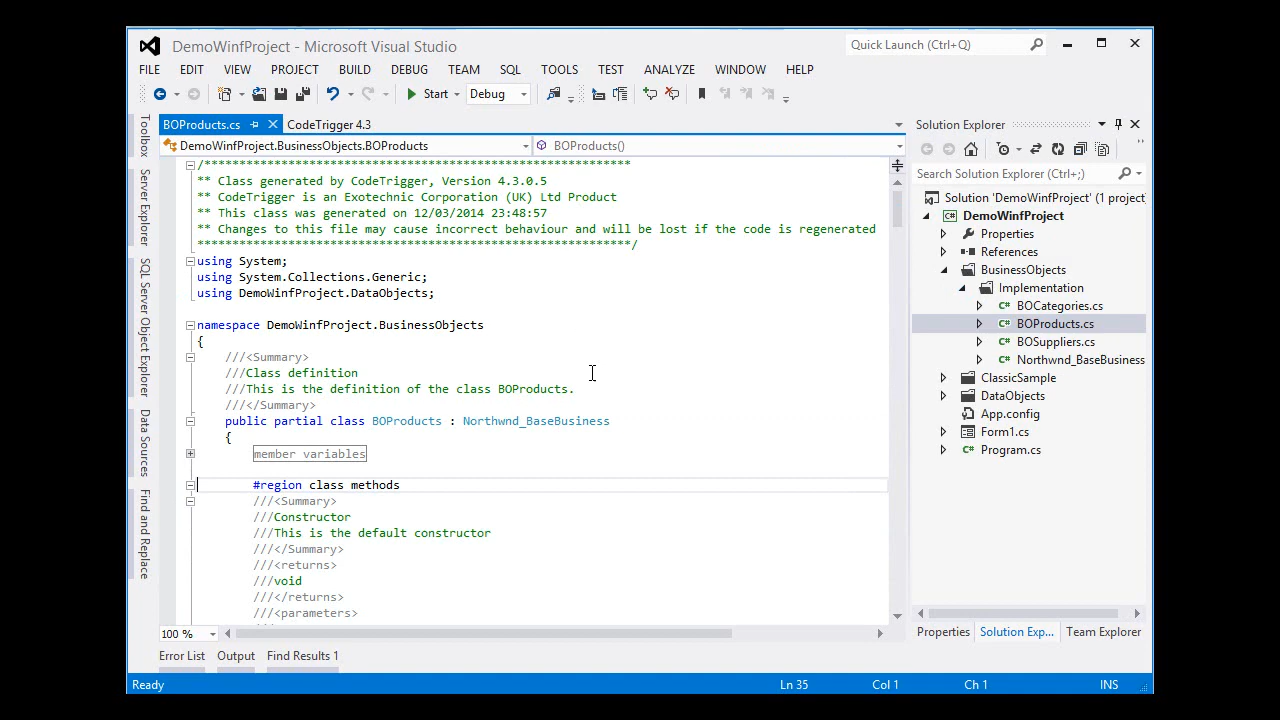 DemoWinfProject - Microsoft Visual Studio
Quick Launch (Ctrl+Q)
FILE EDIT VIEW PROJECT BUILD DEBUG TEAM SQL TOOLS TEST ANALYZE WINDOW HELP
Start Debug
BOProducts.cs CodeTrigger 4.3
DemoWinfProject.BusinessObjects.BOProducts BOProducts()
/*************************************************************
** Class generated by CodeTrigger, Version 4.3.0.5
** CodeTrigger is an Exotechnic Corporation (UK) Ltd Product
** This class was generated on 12/03/2014 23:48:57
** Changes to this file may cause incorrect behaviour and will be lost if the code is regenerated
**************************************************************/
using System;
using System.Collections.Generic;
using DemoWinfProject.DataObjects;
namespace DemoWinfProject.BusinessObjects
{
///<Summary>
///Class definition
///This is the definition of the class BOProducts.
///</Summary>
public partial class BOProducts : Northwnd_BaseBusiness
{
member variables
#region class methods
///<Summary>
///Constructor
///This is the default constructor
///</Summary>
///<returns>
///void
///</returns>
///<parameters>
100 %
Toolbox
Server Explorer
SQL Server Object Explorer
Data Sources
Find and Replace
Solution Explorer
Search Solution Explorer (Ctrl+;)
Solution 'DemoWinfProject' (1 project
DemoWinfProject
Properties
References
BusinessObjects
Implementation
BOCategories.cs
BOProducts.cs
BOSuppliers.cs
Northwnd_BaseBusiness
ClassicSample
DataObjects
App.config
Form1.cs
Program.cs
Properties Solution Exp... Team Explorer
Error List Output Find Results 1
Ready Ln 35 Col 1 Ch 1 INS